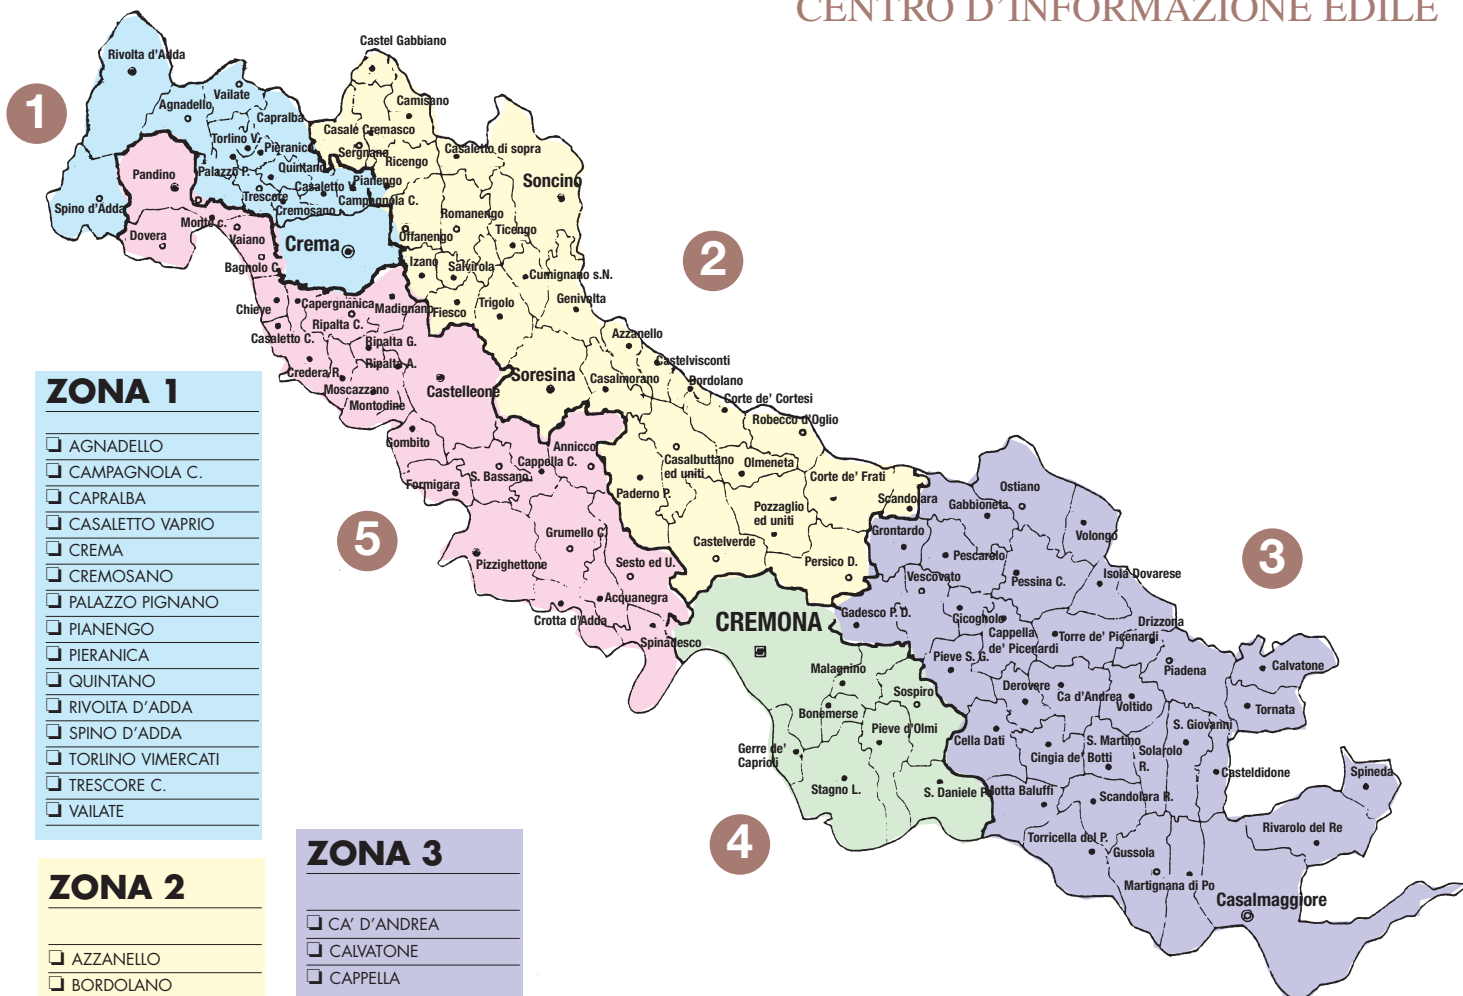 CENTRO D'INFORMAZIONE EDILE
Castel Gabbiano
Rivolta d'Adda
1
Vailate
Agnadello
Camisano
Capralba
Casale Cremasco
Torlino V.
Pieranica
Sergnano
Casaletto di sopra
Ricengo
Pandino
Palazzo P.
Quintano
Soncino
Casaletto V.
Pianengo
Trescore
Campagnola C.
Spino d'Adda
Cremosano
Romanengo
Monte c.
Dovera
Vaiano
Crema
Offanengo
Ticengo
2
Bagnolo C.
Izano
Salvirola
Cumignano s.N.
Chieve
Capergnanica
Madignano
Fiesco
Trigolo
Genivolta
Ripalta C.
Casaletto C.
Ripalta G.
Azzanello
Credera R.
Ripalta A.
Castelvisconti
Moscazzano
Castelleone
Soresina
Casalmorano
Bordolano
Montodine
Corte de' Cortesi
Robecco d'Oglio
Gombito
Annicco
Cappella C.
S. Bassano
Casalbuttano
ed uniti
Olmeneta
Formigara
Paderno P.
Corte de' Frati
Scandolara
Ostiano
Gabbioneta
Pozzaglio
ed uniti
5
Grumello C.
Grontardo
Volongo
3
Castelverde
Pizzighettone
Sesto ed U.
Persico D.
Pescarolo
Vescovato
Pessina C.
Isola Dovarese
Acquanegra
Crotta d'Adda
CREMONA
Gadesco P. D.
Cicognolo
Cappella
de' Picenardi
Torre de' Picenardi
Drizzona
Spinadesco
Pieve S. G.
Malagnino
Piadena
Calvatone
Sospiro
Derovere
Ca d'Andrea
Voltido
Tornata
Bonemerse
Pieve d'Olmi
S. Giovanni
Gerre de'
Caprioli
Cella Dati
S. Martino
Cingia de' Botti
Solarolo
R.
Casteldidone
Spineda
Stagno L.
S. Daniele P.
Motta Baluffi
Scandolara R.
4
Torricella del P.
Rivarolo del Re
Gussola
Martignana di Po
Casalmaggiore
ZONA 1
❏ AGNADELLO
❏ CAMPAGNOLA C.
❏ CAPRALBA
❏ CASALETTO VAPRIO
❏ CREMA
❏ CREMOSANO
❏ PALAZZO PIGNANO
❏ PIANENGO
❏ PIERANICA
❏ QUINTANO
❏ RIVOLTA D'ADDA
❏ SPINO D'ADDA
❏ TORLINO VIMERCATI
❏ TRESCORE C.
❏ VAILATE
ZONA 2
❏ AZZANELLO
❏ BORDOLANO
ZONA 3
❏ CA' D'ANDREA
❏ CALVATONE
❏ CAPPELLA